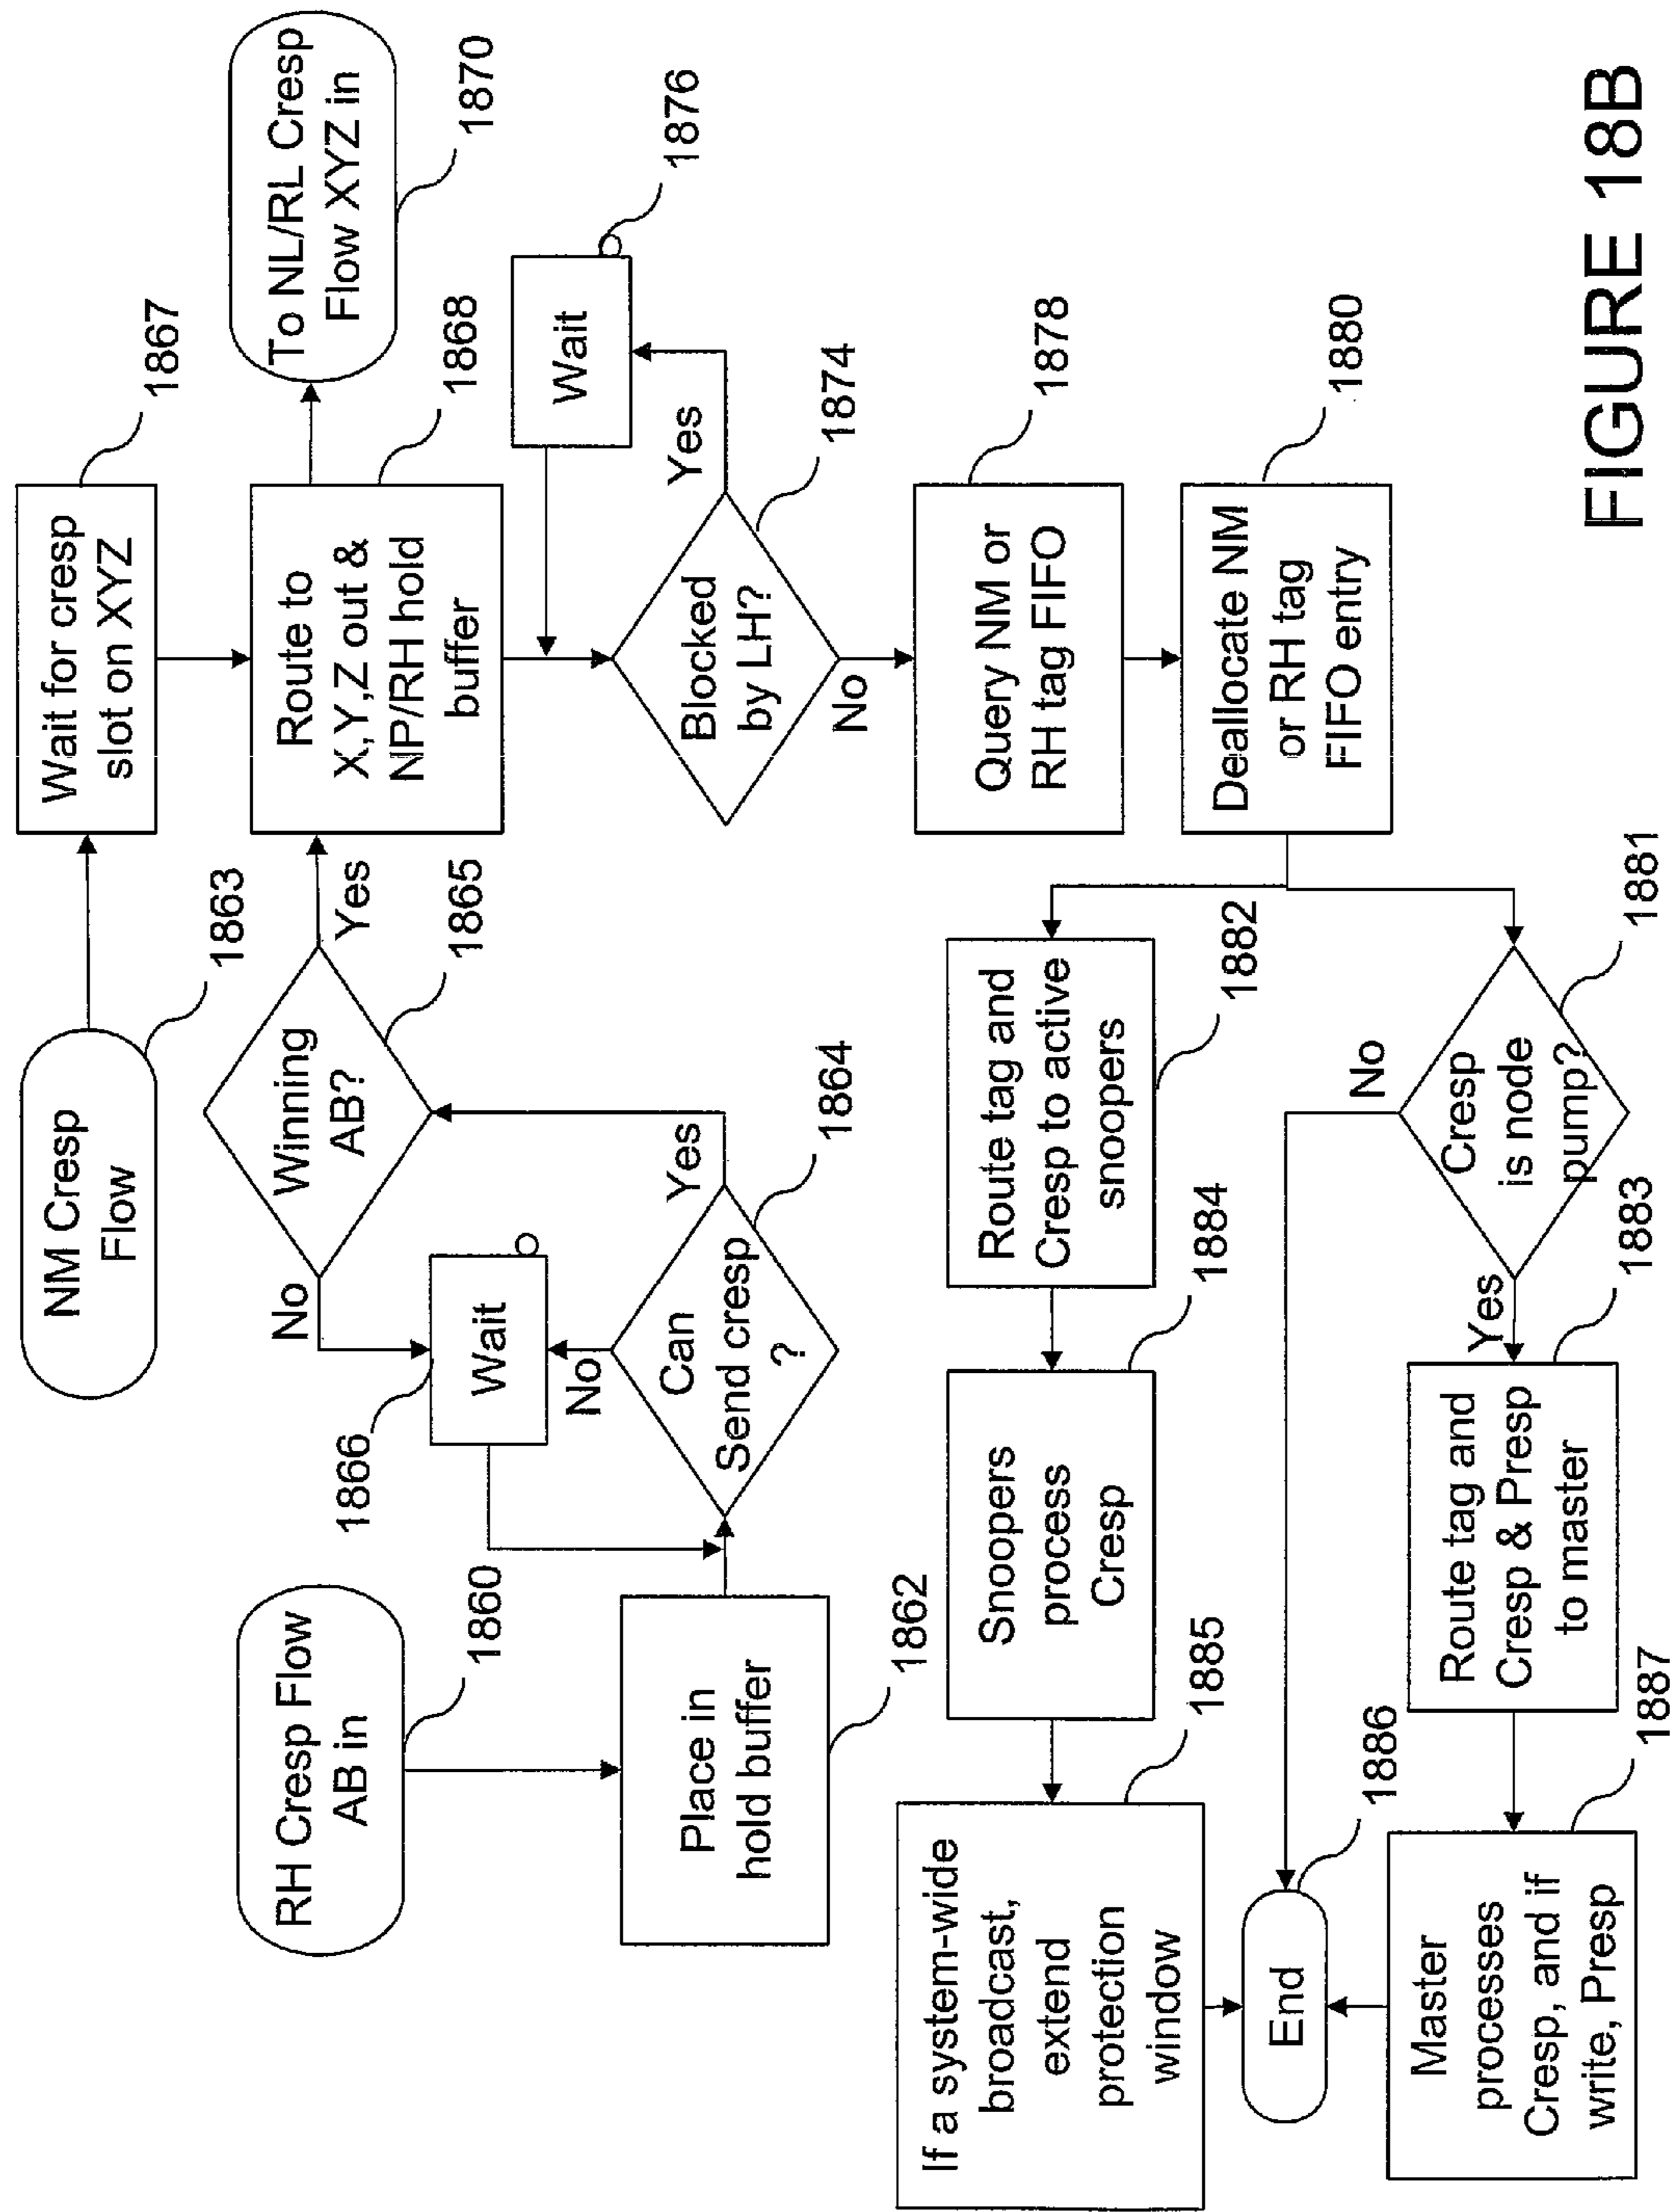 NM Cresp
Flow
1863
Wait for cresp
slot on XYZ
1867
RH Cresp Flow
AB in
1860
Place in
hold buffer
1862
Wait
1866
Can
Send cresp
?
1864
No
Yes
Winning
AB?
1865
No
Yes
Route to
X,Y,Z out &
NP/RH hold
buffer
1868
To NL/RL Cresp
Flow XYZ in
1870
Blocked
by LH?
1874
Yes
No
Wait
1876
Query NM or
RH tag FIFO
1878
Deallocate NM
or RH tag
FIFO entry
1880
Route tag and
Cresp to active
snoopers
1882
Snoopers
process
Cresp
1884
If a system-wide
broadcast,
extend
protection
window
1885
Cresp
is node
pump?
1881
No
Yes
Route tag and
Cresp & Presp
to master
1883
Master
processes
Cresp, and if
write, Presp
1887
End
1886
FIGURE 18B